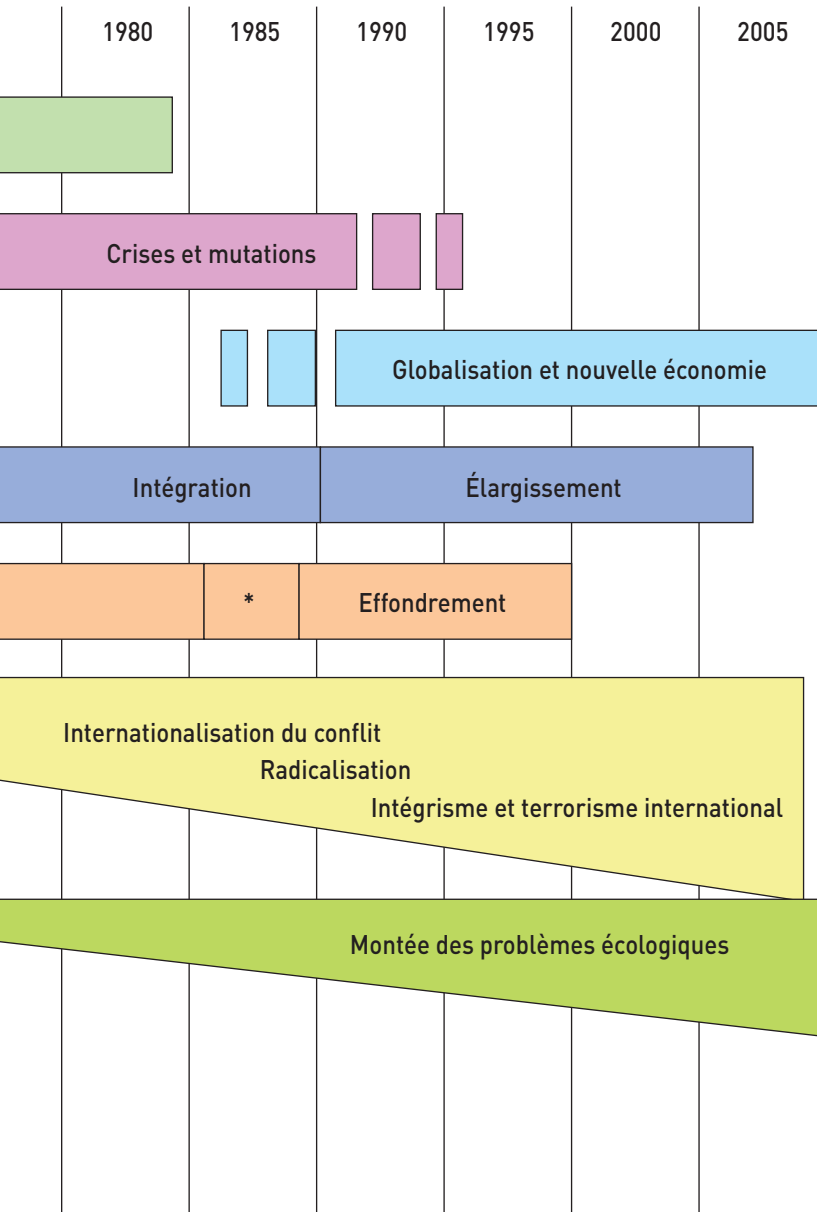 1980 1985 1990 1995 2000 2005
Crises et mutations
Globalisation et nouvelle économie
Intégration Élargissement
* Effondrement
Internationalisation du conflit
Radicalisation
Intégrisme et terrorisme international
Montée des problèmes écologiques